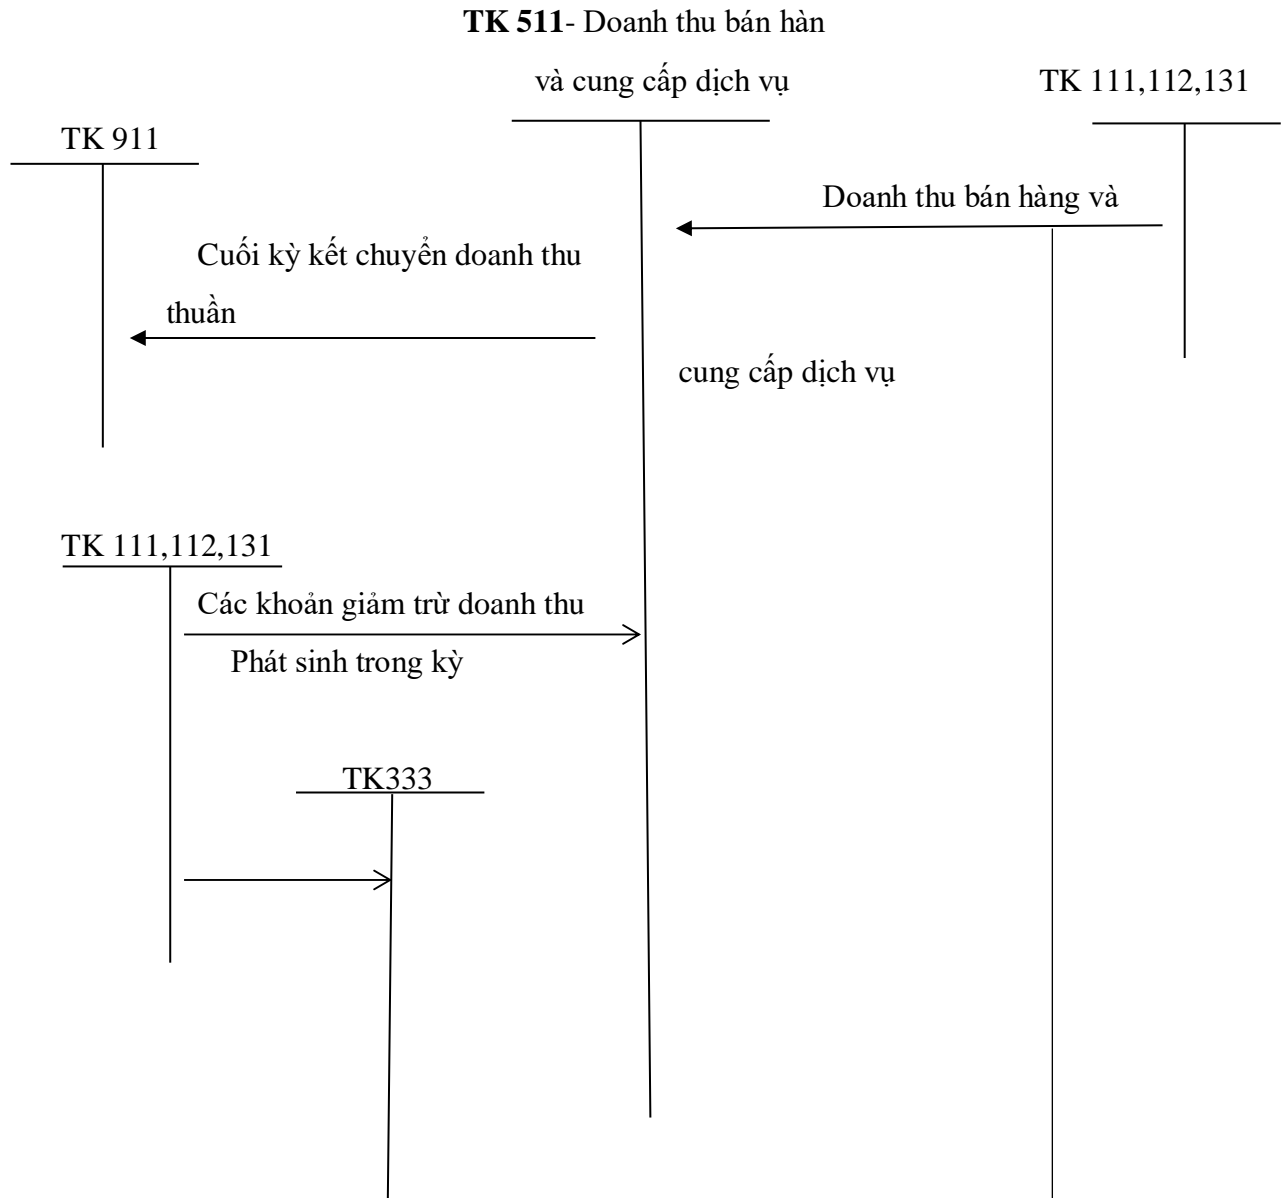 TK 511- Doanh thu bán hàn
và cung cấp dịch vụ
TK 111,112,131
TK 911
Doanh thu bán hàng và
Cuối kỳ kết chuyển doanh thu
thuần
cung cấp dịch vụ
TK 111,112,131
Các khoản giảm trừ doanh thu
Phát sinh trong kỳ
TK333